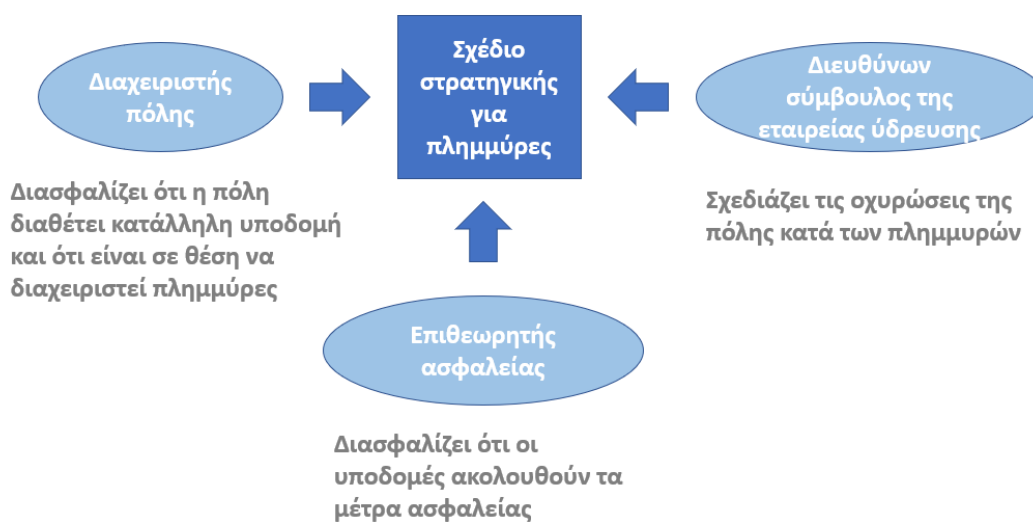 Διαχειριστής
πόλης
Σχέδιο
στρατηγικής
για
πλημμύρες
Διευθύνων
σύμβουλος της
εταιρείας ύδρευσης
Διασφαλίζει ότι η πόλη
διαθέτει κατάλληλη υποδομή
και ότι είναι σε θέση να
διαχειριστεί πλημμύρες
Σχεδιάζει τις οχυρώσεις της
πόλης κατά των πλημμυρών
Επιθεωρητής
ασφαλείας
Διασφαλίζει ότι οι
υποδομές ακολουθούν τα
μέτρα ασφαλείας